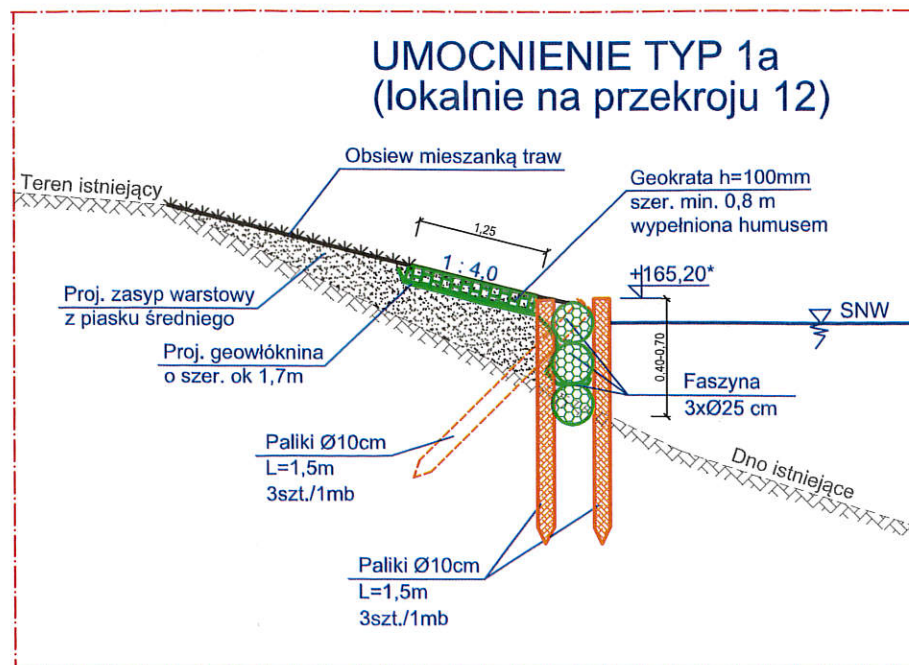 UMOCNIENIE TYP 1a
(lokalnie na przekroju 12)
Obsiew mieszanką traw
Teren istniejący
Geokrata h=100mm
szer. min. 0,8 m
wypełniona humusem
1,25
1 : 4,0
+165,20*
SNW
Proj. zasyp warstowy
z piasku średniego
Proj. geowłóknina
o szer. ok 1,7m
0,40-0,70
Faszyna
3xØ25 cm
Paliki Ø10cm
L=1,5m
3szt./1mb
Dno istniejące
Paliki Ø10cm
L=1,5m
3szt./1mb